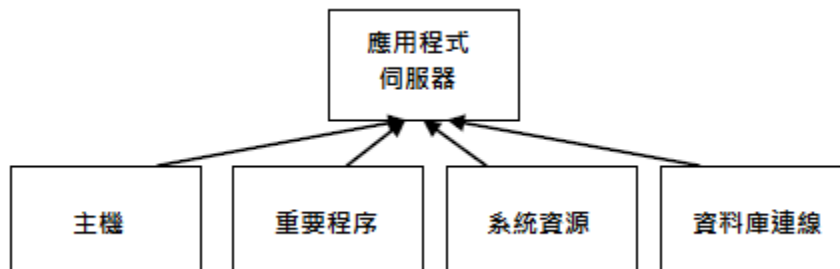 應用程式
伺服器
主機
重要程序
系統資源
資料庫連線